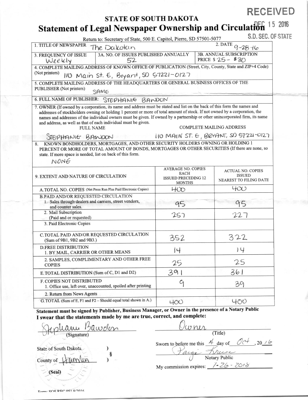 STATE OF SOUTH DAKOTA
RECEIVED
DEC 15 2016
S.D. SEC. OF STATE
Statement of Legal Newspaper Ownership and Circulation
Return to: Secretary of State, 500 E. Capitol, Pierre, SD 57501-5077
1. TITLE OF NEWSPAPER The Dakotan
2. DATE 9-28-16
3. FREQUENCY OF ISSUE Weekly
3A. NO. OF ISSUES PUBLISHED ANNUALLY 52
3B. ANNUAL SUBSCRIPTION PRICE $ 25 - $30
4. COMPLETE MAILING ADDRESS OF KNOWN OFFICE OF PUBLICATION (Street, City, County, State and ZIP+4 Code)
(Not printer) 110 Main St E, Bryant, SD 57221-0127
5. COMPLETE MAILING ADDRESS OF THE HEADQUARTERS OR GENERAL BUSINESS OFFICES OF THE
PUBLISHER (Not printer) SAME
6. FULL NAME OF PUBLISHER: STEPHANIE BAWDON
7. OWNER (If owned by a corporation, its name and address must be stated and list on the back of this form the names and
addresses of stockholders owning or holding 1 percent or more of total amount of stock. If not owned by a corporation, the
names and addresses of the individual owners must be given. If owned by a partnership or other unincorporated firm, its name
and address, as well as that of each individual must be given.
FULL NAME
COMPLETE MAILING ADDRESS
STEPHANIE BAWDON
110 MAIN ST E, BRYANT, SD 57221-0127
8. KNOWN BONDHOLDERS, MORTGAGES, AND OTHER SECURITY HOLDERS OWNING OR HOLDING 1
PERCENT OR MORE OF TOTAL AMOUNT OF BONDS, MORTGAGES OR OTHER SECURITIES (If there are none, so
state. If more space is needed, list on back of this form.
NONE
9. EXTENT AND NATURE OF CIRCULATION
AVERAGE NO. COPIES EACH ISSUED PRECEDING 12 MONTHS
ACTUAL NO. COPIES ISSUED NEAREST TO FILING DATE
A. TOTAL NO. COPIES (Net Press Run Plus Paid Electronic Copies) 400 400
B. PAID AND/OR REQUESTED CIRCULATION
1. Sales through dealers and carriers, street vendors, and counter sales 95 95
2. Mail Subscription (Paid and or requested) 257 227
3. Paid Electronic Copies
C. TOTAL PAID AND/OR REQUESTED CIRCULATION (Sum of 9B1, 9B2 and 9B3) 352 322
D. FREE DISTRIBUTION
1. BY MAIL, CARRIER OR OTHER MEANS 14 14
2. SAMPLES, COMPLIMENTARY AND OTHER FREE COPIES 25 25
E. TOTAL DISTRIBUTION (Sum of C, D1 and D2) 391 361
F. COPIES NOT DISTRIBUTED
1. Office use, left over, unaccounted, spoiled after printing 9 39
2. Return from News Agents
G. TOTAL (Sum of E, F1 and F2 - Should equal total shown in A) 400 400
Statement must be signed by Publisher, Business Manager, or Owner in the presence of a Notary Public
I swear that the statements made by me are true, correct, and complete:
Stephanie Bawdon
Owner
(Signature)
(Title)
State of South Dakota )
Sworn to before me this day of Oct, 16
County of Hamlin )
Notary Public
(Seal)
My commission expires: